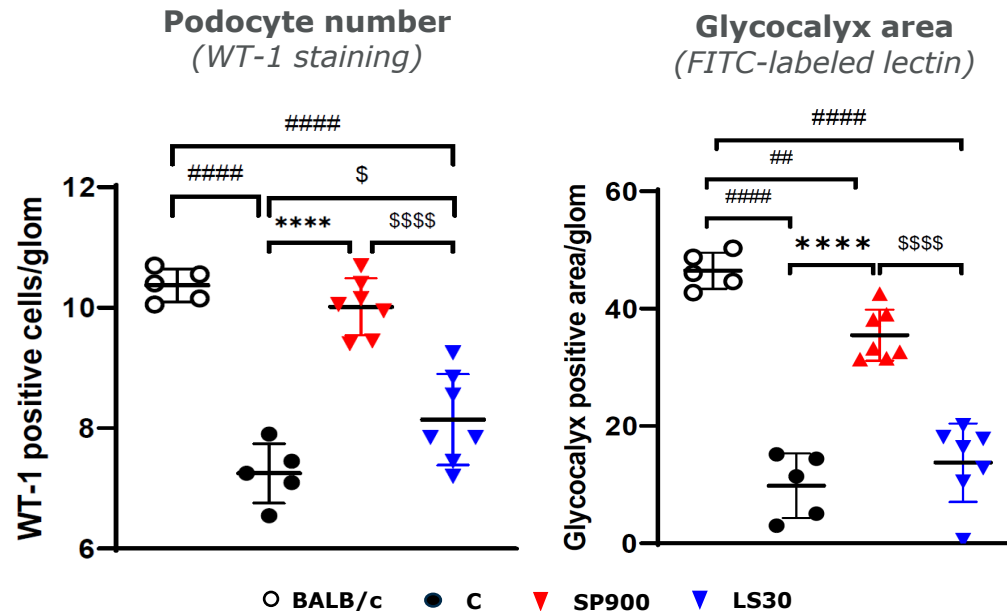 Podocyte number
(WT-1 staining)
####
####
$
****
$$$$
12
10
8
6
WT-1 positive cells/glom
Glycocalyx area
(FITC-labeled lectin)
####
##
####
****
$$$$
60
40
20
0
Glycocalyx positive area/glom
BALB/c
C
SP900
LS30